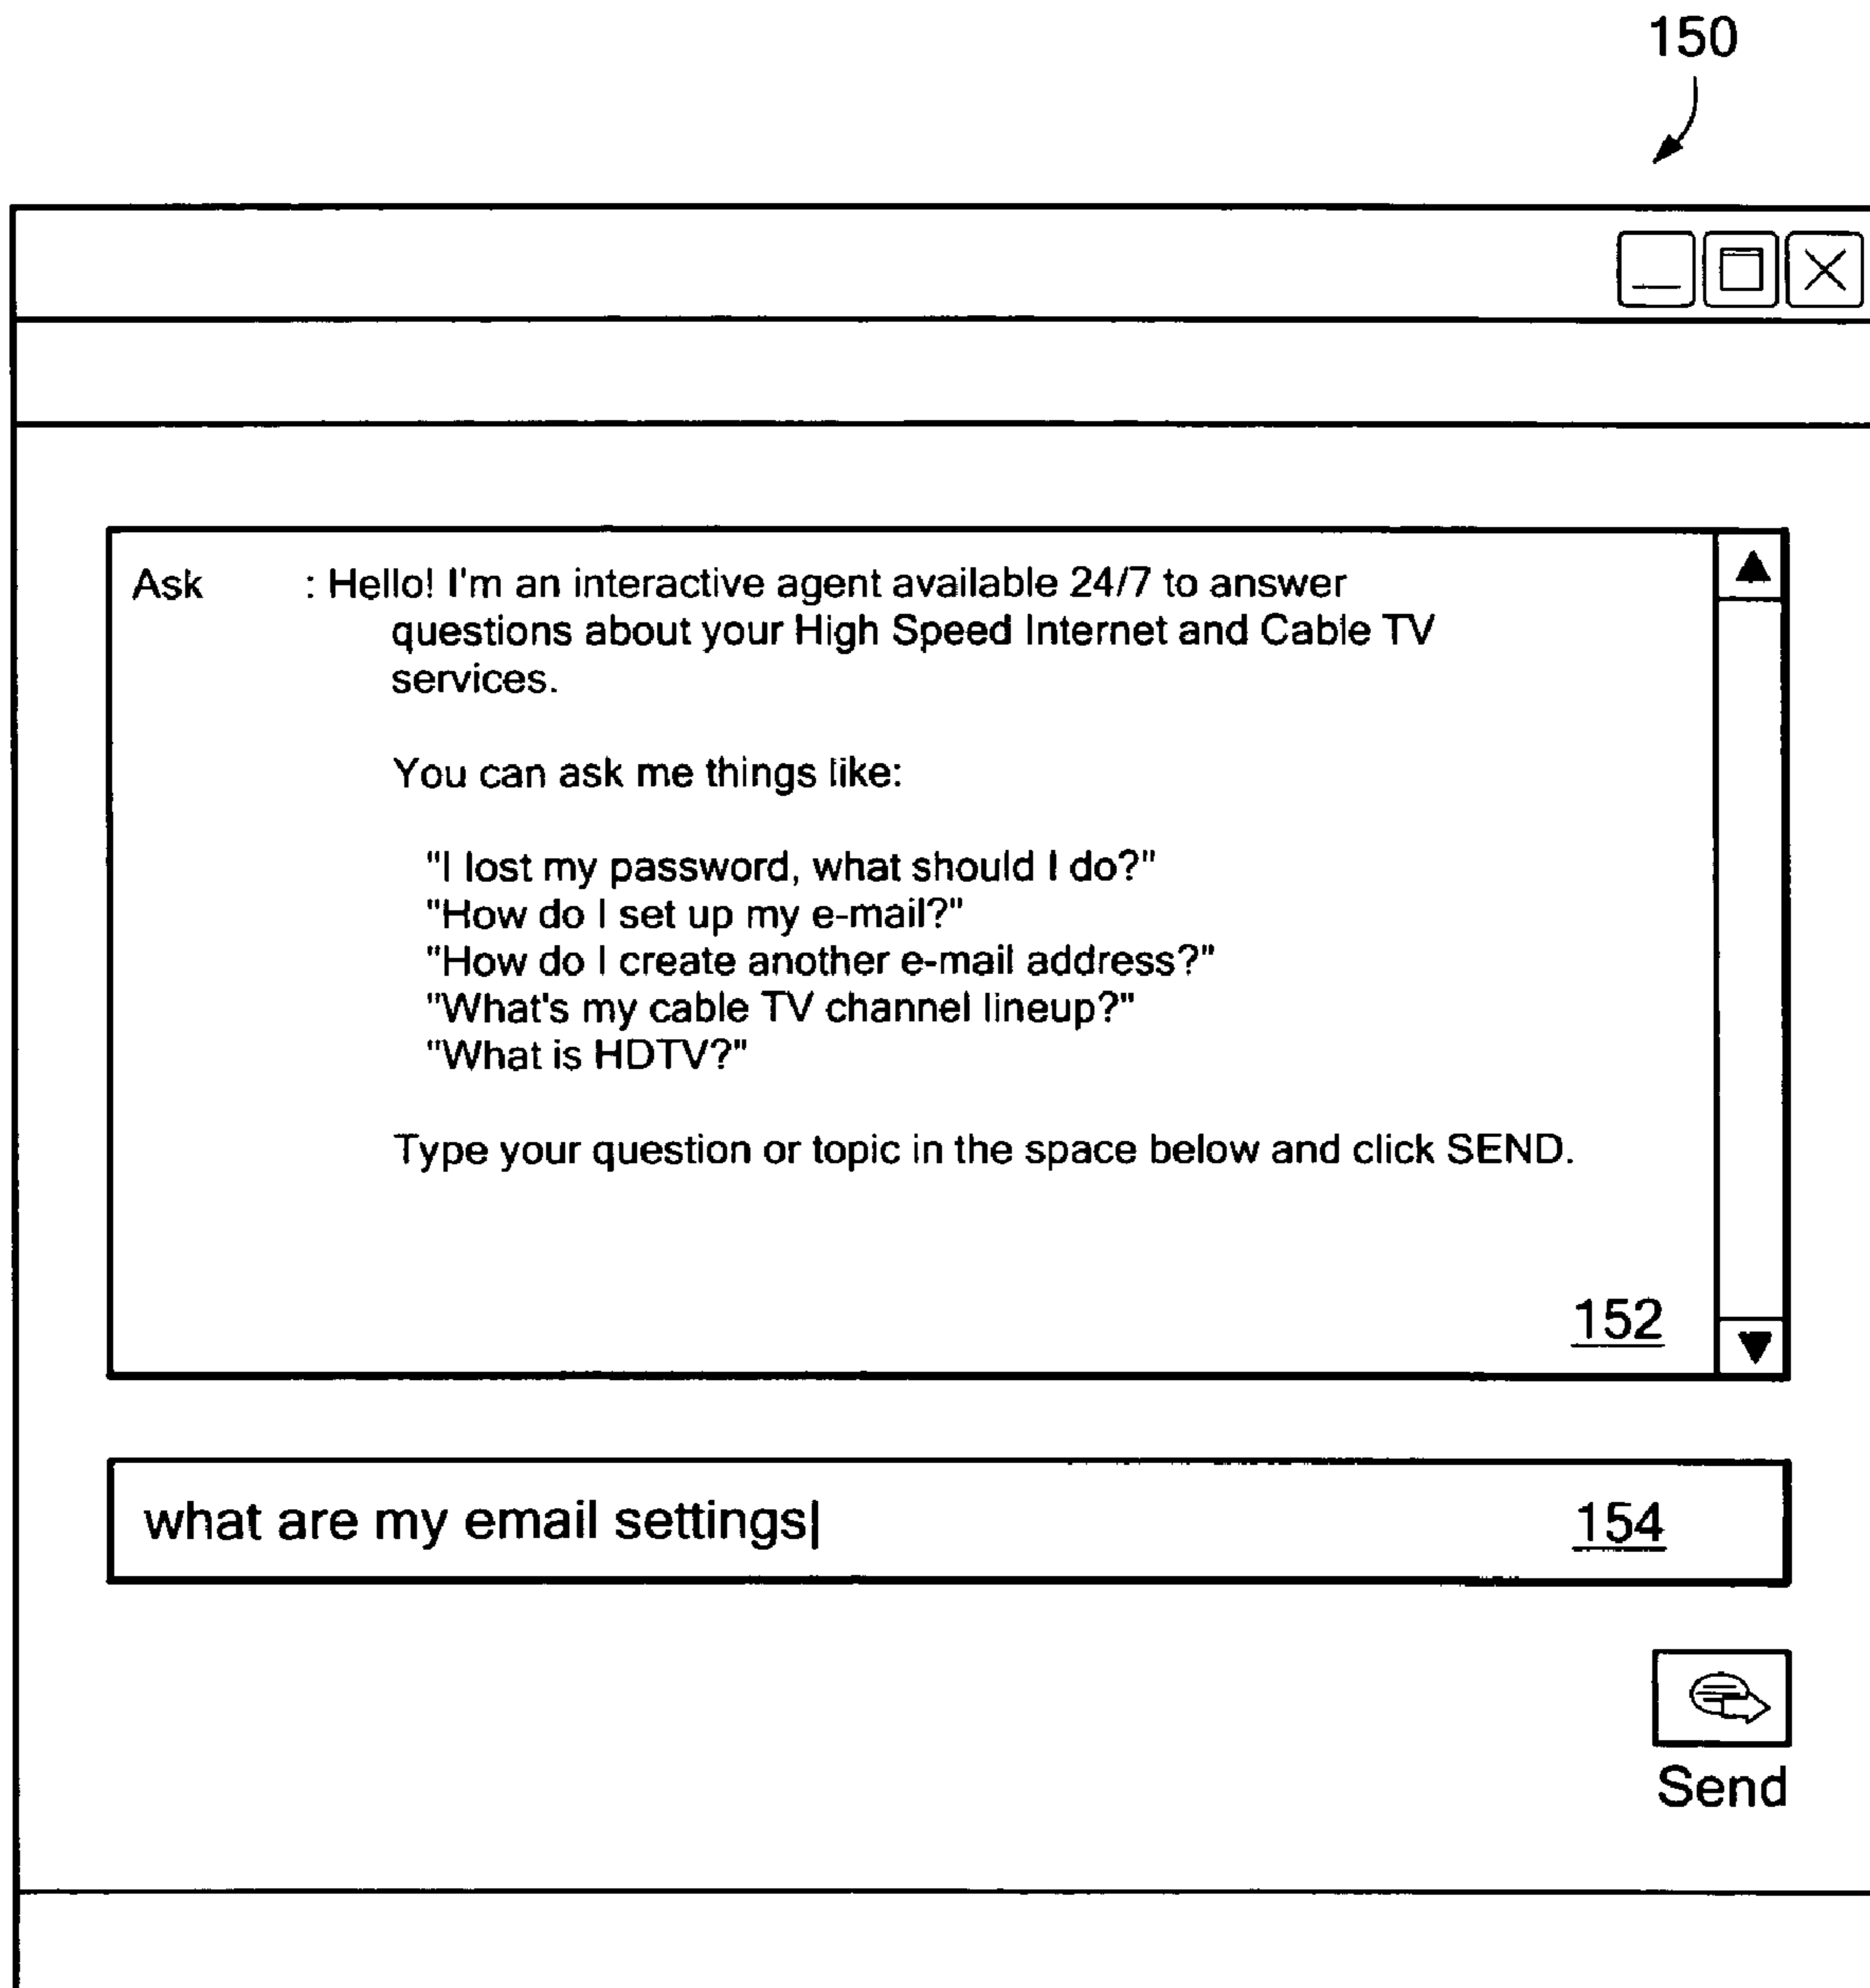 150
Ask : Hello! I'm an interactive agent available 24/7 to answer
questions about your High Speed Internet and Cable TV
services.
You can ask me things like:
"I lost my password, what should I do?"
"How do I set up my e-mail?"
"How do I create another e-mail address?"
"What's my cable TV channel lineup?"
"What is HDTV?"
Type your question or topic in the space below and click SEND.
152
what are my email settings 154
Send